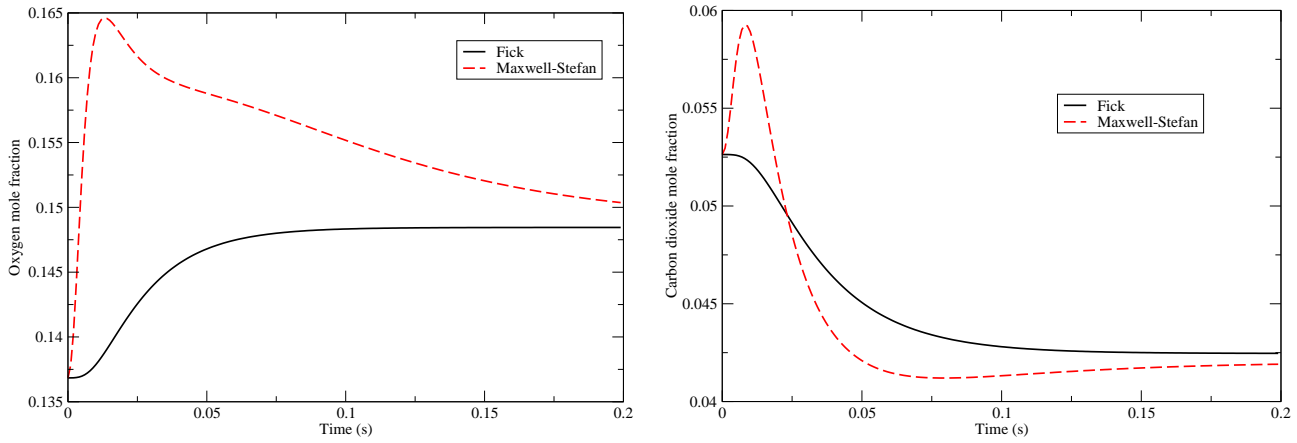 0.165
0.16
0.155
0.15
0.145
0.14
0.135
Oxygen mole fraction
0
0.05
0.1
0.15
0.2
Time (s)
Fick
Maxwell-Stefan
0.06
0.055
0.05
0.045
0.04
Carbon dioxide mole fraction
0
0.05
0.1
0.15
0.2
Time (s)
Fick
Maxwell-Stefan